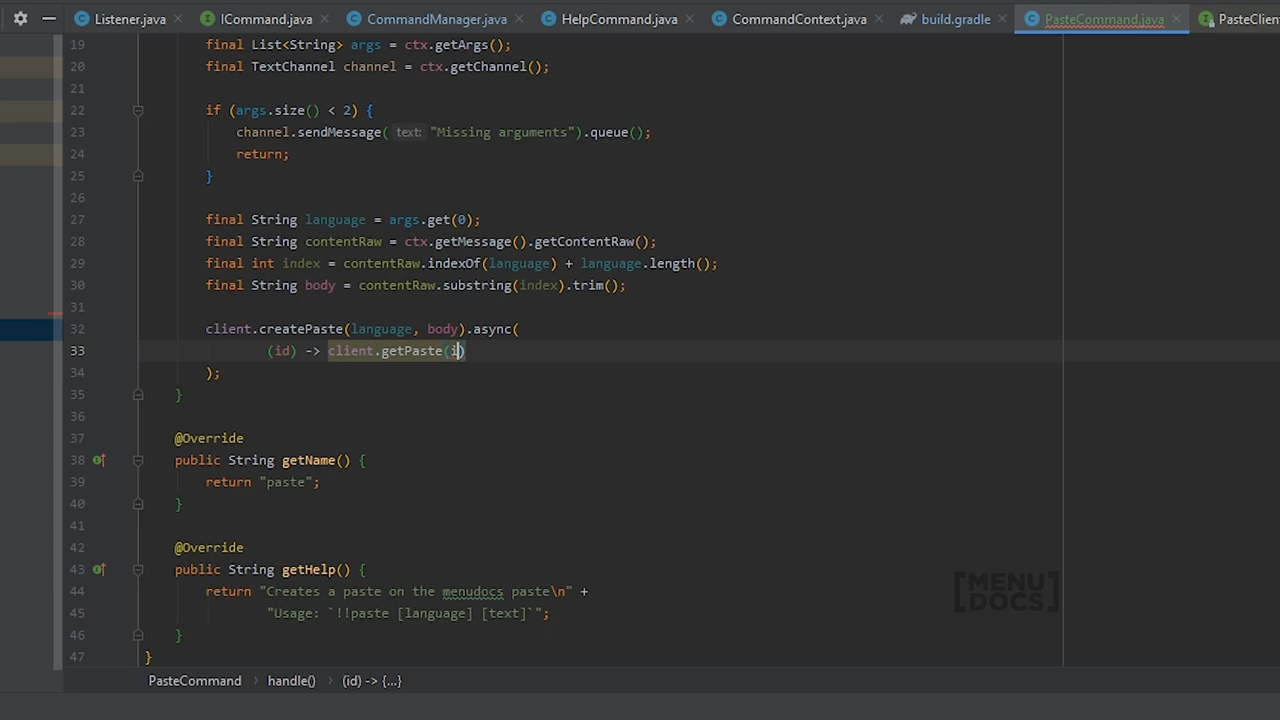 Listener.java ICommand.java CommandManager.java HelpCommand.java CommandContext.java build.gradle PasteCommand.java PasteClien
19 final List<String> args = ctx.getArgs();
20 final TextChannel channel = ctx.getChannel();
21
22 if (args.size() < 2) {
23 channel.sendMessage( text: "Missing arguments").queue();
24 return;
25 }
26
27 final String language = args.get(0);
28 final String contentRaw = ctx.getMessage().getContentRaw();
29 final int index = contentRaw.indexOf(language) + language.length();
30 final String body = contentRaw.substring(index).trim();
31
32 client.createPaste(language, body).async(
33 (id) -> client.getPaste(i)
34 );
35 }
36
37 @Override
38 public String getName() {
39 return "paste";
40 }
41
42 @Override
43 public String getHelp() {
44 return "Creates a paste on the menudocs paste\n" +
45 "Usage: `!!paste [language] [text]`";
46 }
47 }
[MENU DOCS]
PasteCommand > handle() > (id) -> {...}